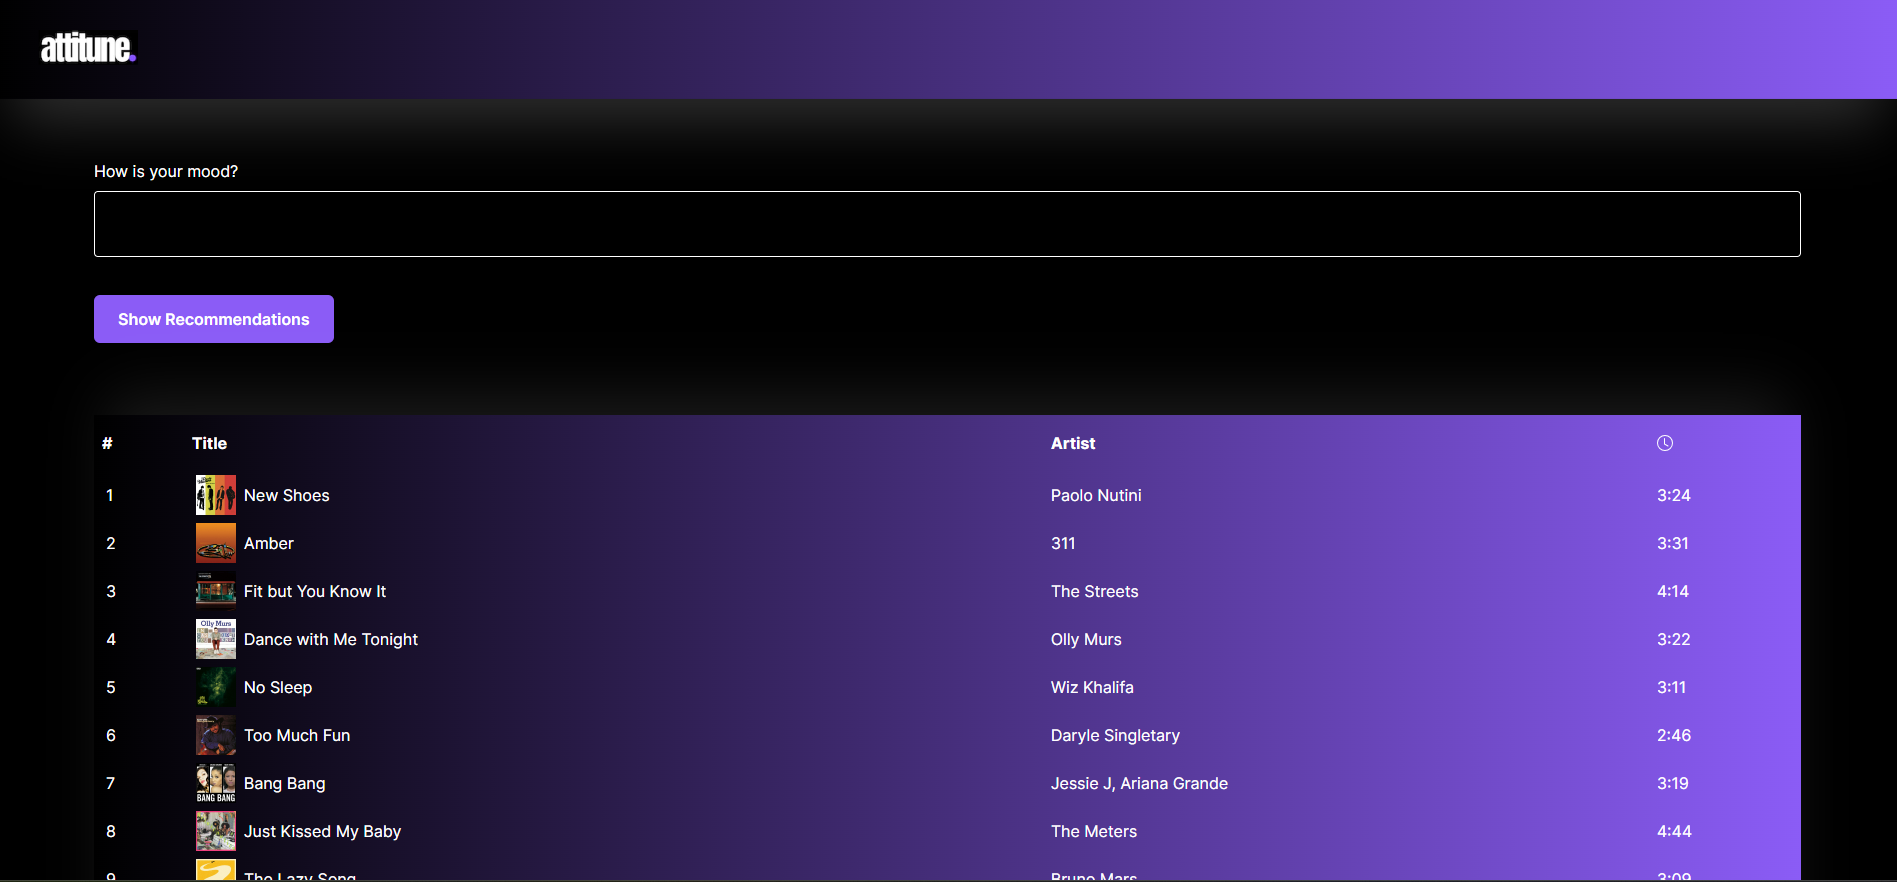 attitune.
How is your mood?
Show Recommendations
# Title Artist
1 New Shoes Paolo Nutini 3:24
2 Amber 311 3:31
3 Fit but You Know It The Streets 4:14
4 Olly Murs Dance with Me Tonight Olly Murs 3:22
5 No Sleep Wiz Khalifa 3:11
6 Too Much Fun Daryle Singletary 2:46
7 BANG BANG Bang Bang Jessie J, Ariana Grande 3:19
8 Just Kissed My Baby The Meters 4:44
9 The Lazy Song Bruno Mars 3:09